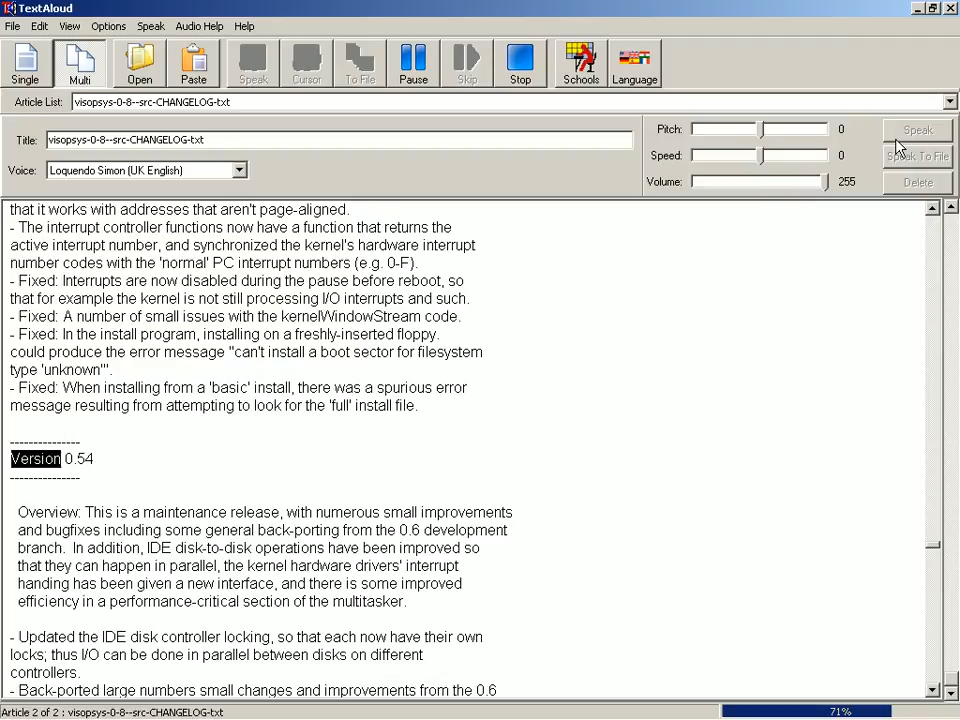 TextAloud
File Edit View Options Speak Audio Help Help
Single Multi Open Paste Speak Cursor To File Pause Skip Stop Schools Language
Article List: visopsys-0-8--src-CHANGELOG-txt
Title: visopsys-0-8--src-CHANGELOG-txt
Voice: Loquendo Simon (UK English)
Pitch: 0 Speak
Speed: 0 Speak To File
Volume: 255 Delete
that it works with addresses that aren't page-aligned.
- The interrupt controller functions now have a function that returns the
active interrupt number, and synchronized the kernel's hardware interrupt
number codes with the 'normal' PC interrupt numbers (e.g. 0-F).
- Fixed: Interrupts are now disabled during the pause before reboot, so
that for example the kernel is not still processing I/O interrupts and such.
- Fixed: A number of small issues with the kernelWindowStream code.
- Fixed: In the install program, installing on a freshly-inserted floppy.
could produce the error message "can't install a boot sector for filesystem
type 'unknown'".
- Fixed: When installing from a 'basic' install, there was a spurious error
message resulting from attempting to look for the 'full' install file.
---------------
Version 0.54
---------------
Overview: This is a maintenance release, with numerous small improvements
and bugfixes including some general back-porting from the 0.6 development
branch. In addition, IDE disk-to-disk operations have been improved so
that they can happen in parallel, the kernel hardware drivers' interrupt
handing has been given a new interface, and there is some improved
efficiency in a performance-critical section of the multitasker.
- Updated the IDE disk controller locking, so that each now have their own
locks; thus I/O can be done in parallel between disks on different
controllers.
- Back-ported large numbers small changes and improvements from the 0.6
Article 2 of 2 : visopsys-0-8--src-CHANGELOG-txt 71%